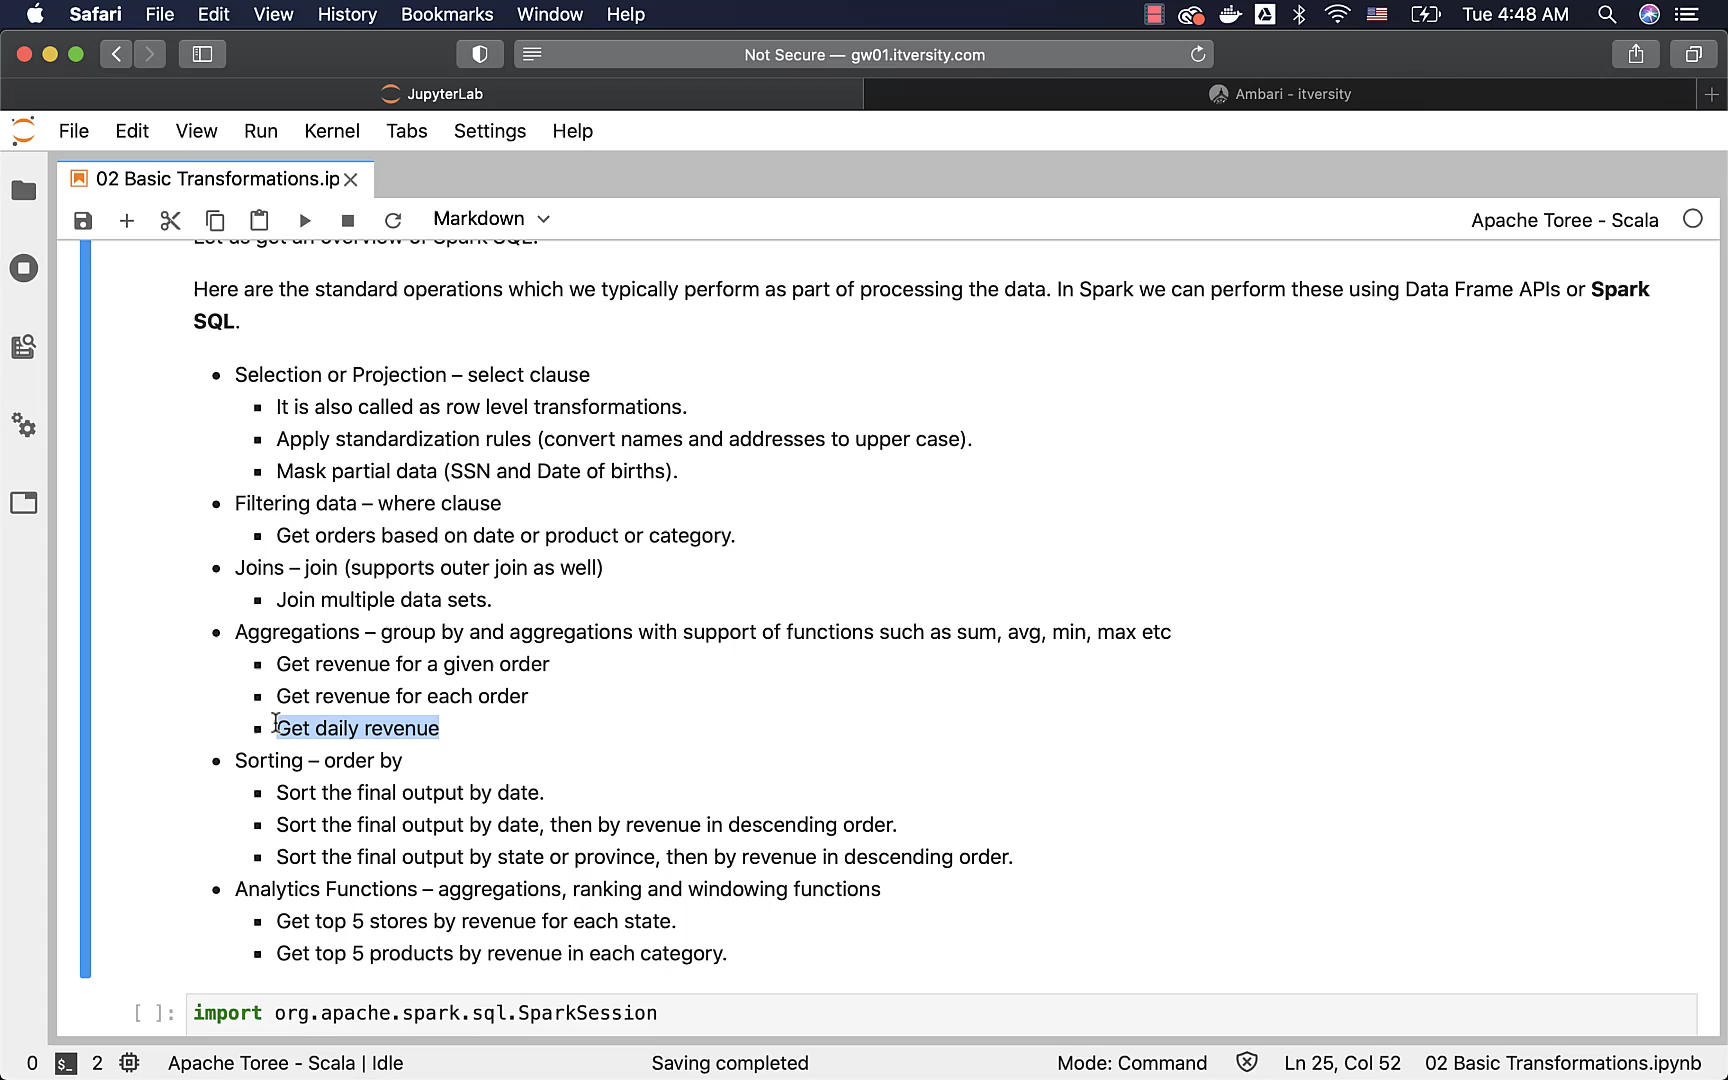 Safari File Edit View History Bookmarks Window Help Tue 4:48 AM
Not Secure — gw01.itversity.com
JupyterLab Ambari - itversity
File Edit View Run Kernel Tabs Settings Help
02 Basic Transformations.ip
Markdown Apache Toree - Scala
Let us get an overview of Spark SQL.
Here are the standard operations which we typically perform as part of processing the data. In Spark we can perform these using Data Frame APIs or Spark
SQL.
Selection or Projection – select clause
It is also called as row level transformations.
Apply standardization rules (convert names and addresses to upper case).
Mask partial data (SSN and Date of births).
Filtering data – where clause
Get orders based on date or product or category.
Joins – join (supports outer join as well)
Join multiple data sets.
Aggregations – group by and aggregations with support of functions such as sum, avg, min, max etc
Get revenue for a given order
Get revenue for each order
Get daily revenue
Sorting – order by
Sort the final output by date.
Sort the final output by date, then by revenue in descending order.
Sort the final output by state or province, then by revenue in descending order.
Analytics Functions – aggregations, ranking and windowing functions
Get top 5 stores by revenue for each state.
Get top 5 products by revenue in each category.
[ ]: import org.apache.spark.sql.SparkSession
0 $_ 2 Apache Toree - Scala | Idle Saving completed Mode: Command Ln 25, Col 52 02 Basic Transformations.ipynb